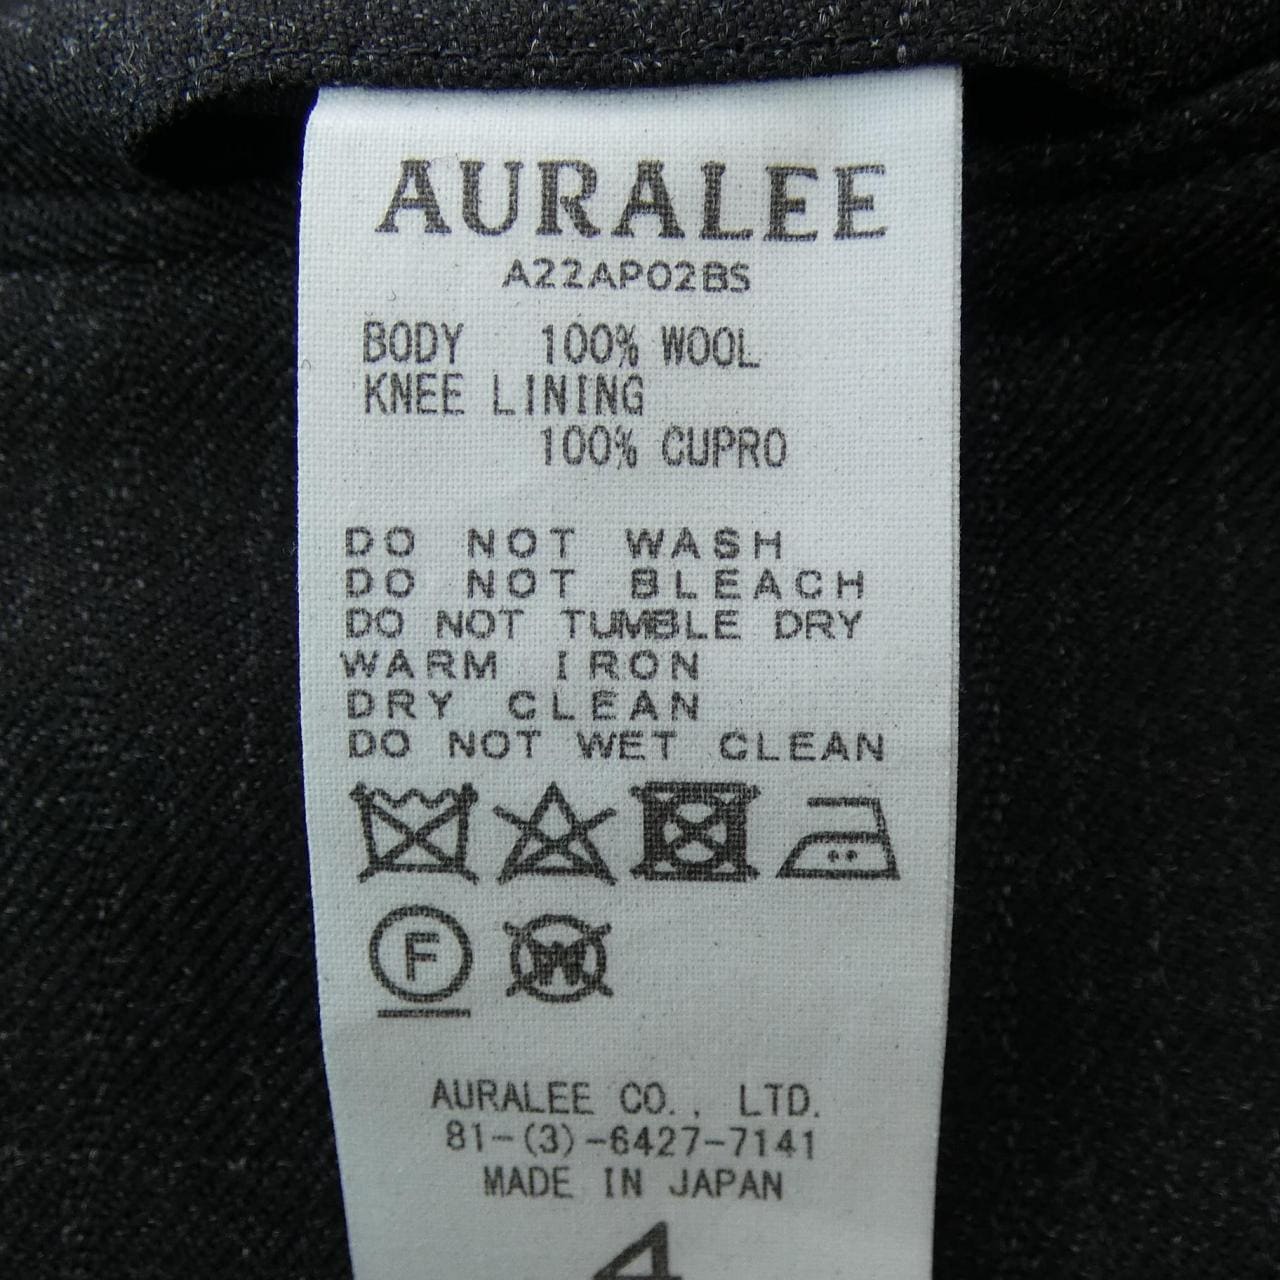 AURALEE
A22AP02BS
BODY 100% WOOL
KNEE LINING
100% CUPRO
DO NOT WASH
DO NOT BLEACH
DO NOT TUMBLE DRY
WARM IRON
DRY CLEAN
DO NOT WET CLEAN
F W
AURALEE CO., LTD.
81-(3)-6427-7141
MADE IN JAPAN
4